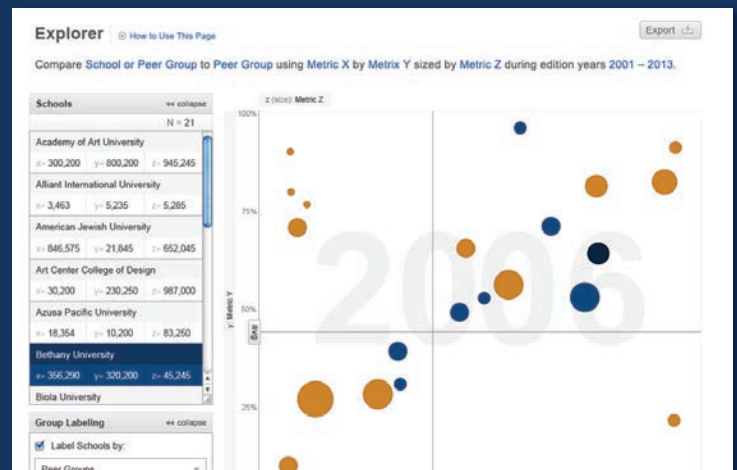 Explorer How to Use This Page
Export
Compare School or Peer Group to Peer Group using Metric X by Metrix Y sized by Metric Z during edition years 2001 – 2013.
Schools collapse
N = 21
Academy of Art University
x= 300,200 y= 800,200 z= 945,245
Alliant International University
x= 3,463 y= 5,235 z= 5,285
American Jewish University
x= 846,575 y= 21,845 z= 652,045
Art Center College of Design
x= 30,200 y= 230,250 z= 987,000
Azusa Pacific University
x= 18,354 y= 10,200 z= 83,250
Bethany University
x= 356,290 y= 320,200 z= 45,245
Biola University
Group Labeling collapse
Label Schools by:
Peer Groups
z (size): Metric Z
100%
75%
50%
25%
y: Metric Y
avg
2006